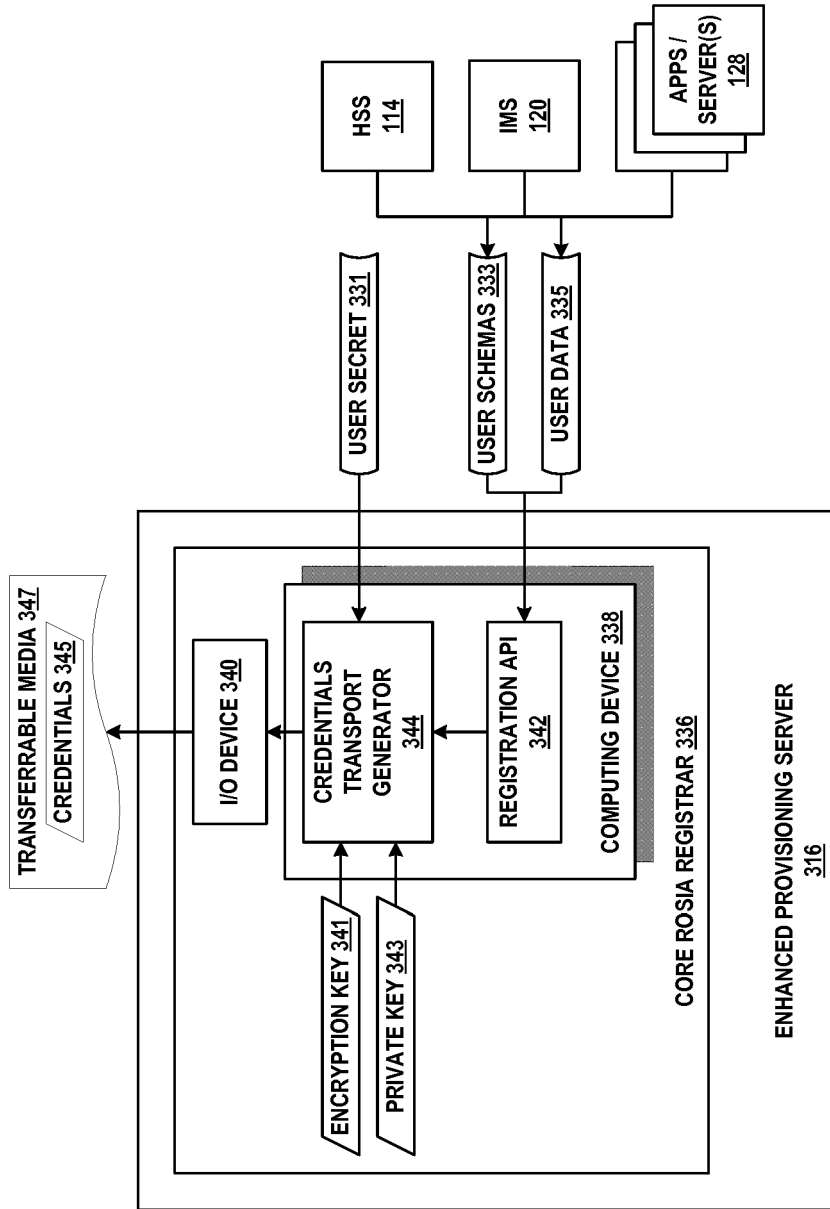 TRANSFERRABLE MEDIA 347
CREDENTIALS 345
I/O DEVICE 340
ENCRYPTION KEY 341
PRIVATE KEY 343
CREDENTIALS
TRANSPORT
GENERATOR
344
REGISTRATION API
342
COMPUTING DEVICE 338
CORE ROSIA REGISTRAR 336
ENHANCED PROVISIONING SERVER
316
USER SECRET 331
USER SCHEMAS 333
USER DATA 335
HSS
114
IMS
120
APPS /
SERVER(S)
128